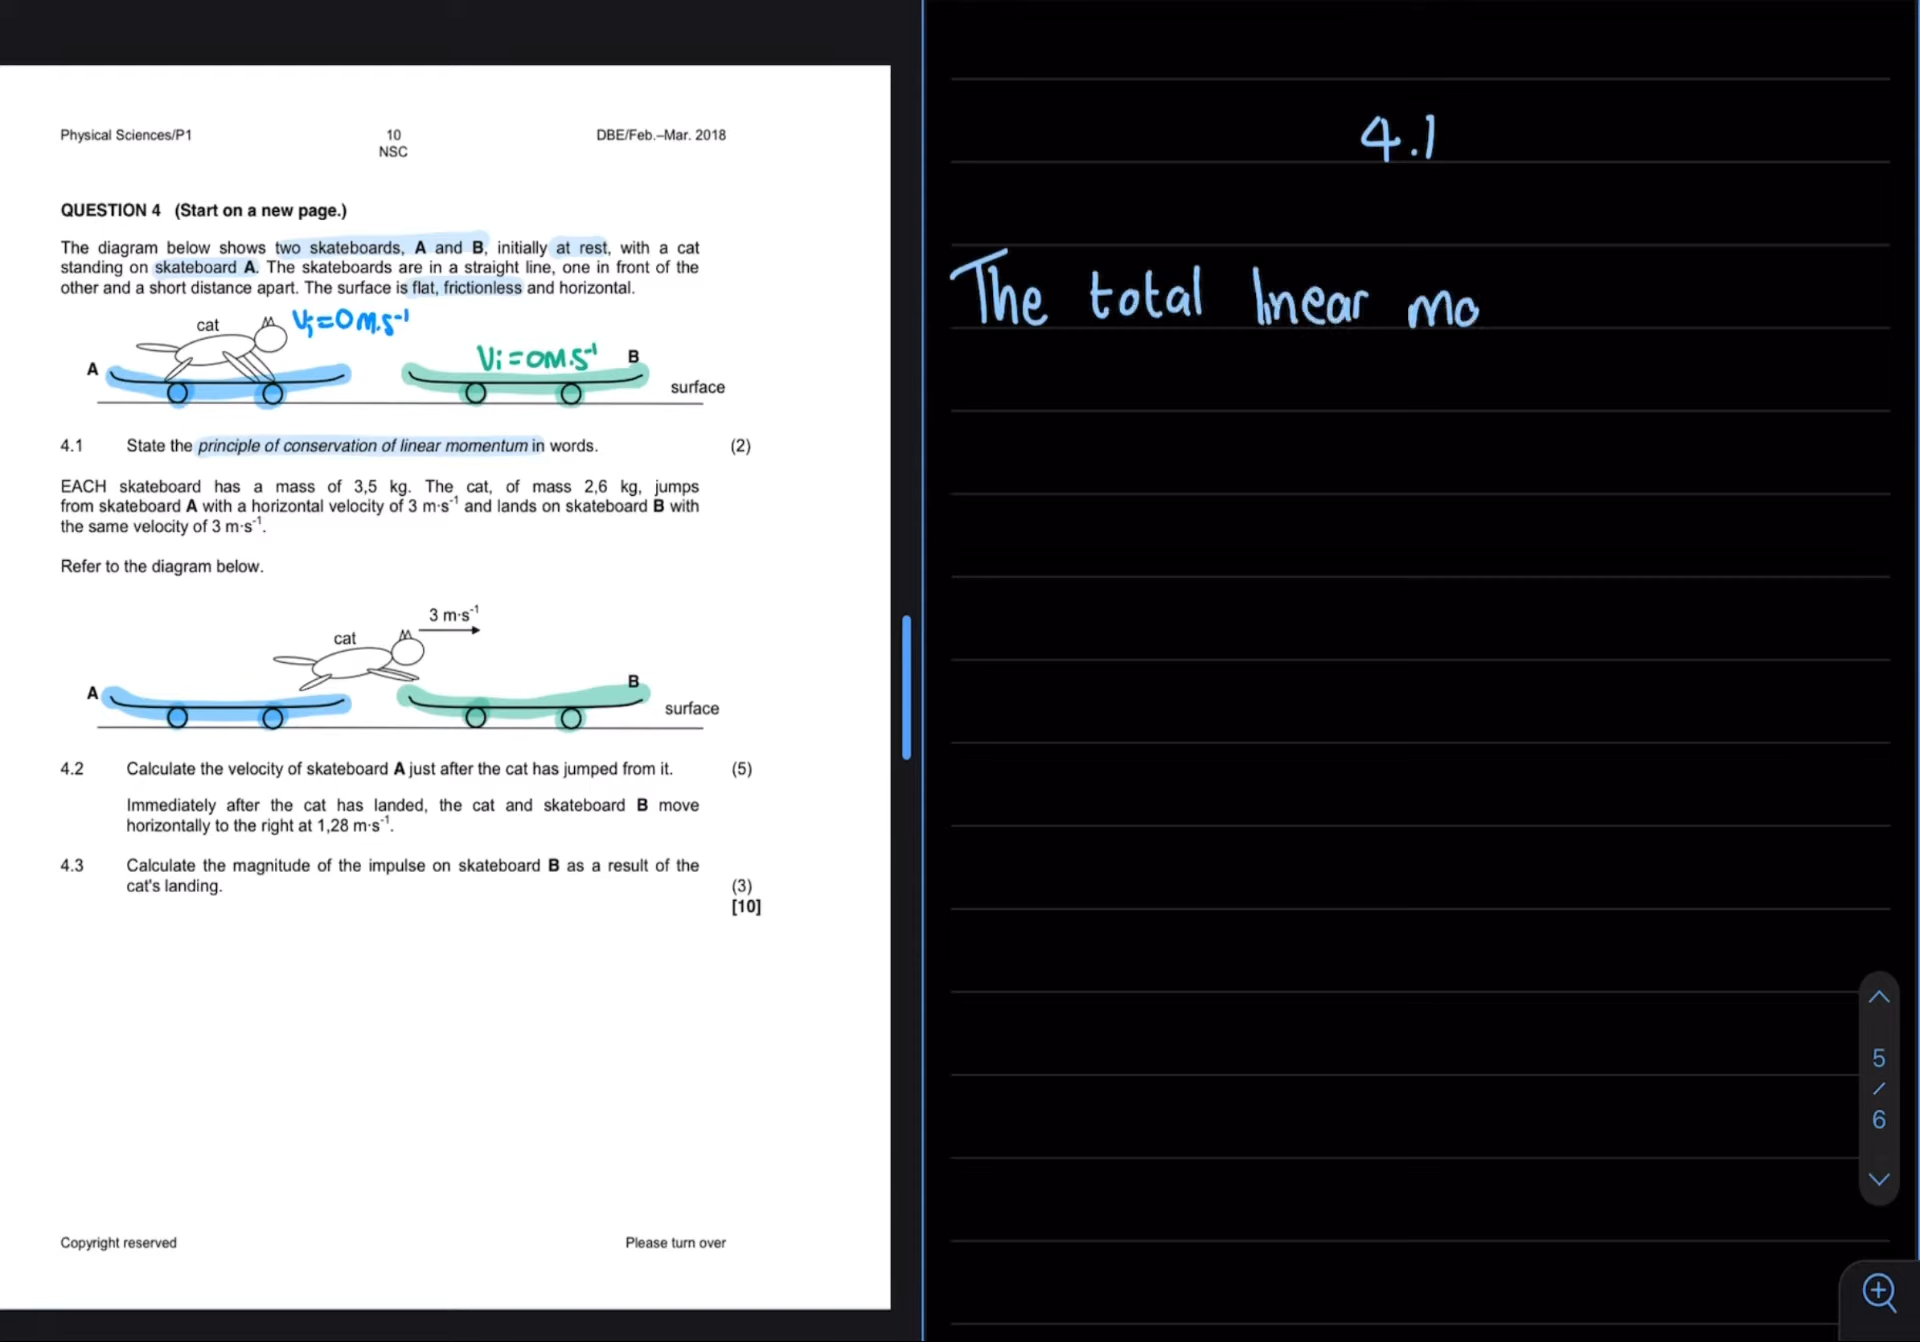 Physical Sciences/P1
10
NSC
DBE/Feb.–Mar. 2018
QUESTION 4 (Start on a new page.)
The diagram below shows two skateboards, A and B, initially at rest, with a cat
standing on skateboard A. The skateboards are in a straight line, one in front of the
other and a short distance apart. The surface is flat, frictionless and horizontal.
cat
Vi = 0 m.s⁻¹
Vi = 0 m.s⁻¹
B
A
surface
4.1 State the principle of conservation of linear momentum in words. (2)
EACH skateboard has a mass of 3,5 kg. The cat, of mass 2,6 kg, jumps
from skateboard A with a horizontal velocity of 3 m·s⁻¹ and lands on skateboard B with
the same velocity of 3 m·s⁻¹.
Refer to the diagram below.
3 m·s⁻¹
cat
B
A
surface
4.2 Calculate the velocity of skateboard A just after the cat has jumped from it. (5)
Immediately after the cat has landed, the cat and skateboard B move
horizontally to the right at 1,28 m·s⁻¹.
4.3 Calculate the magnitude of the impulse on skateboard B as a result of the
cat's landing. (3)
[10]
Copyright reserved
Please turn over
4.1
The total linear mo
5
/
6